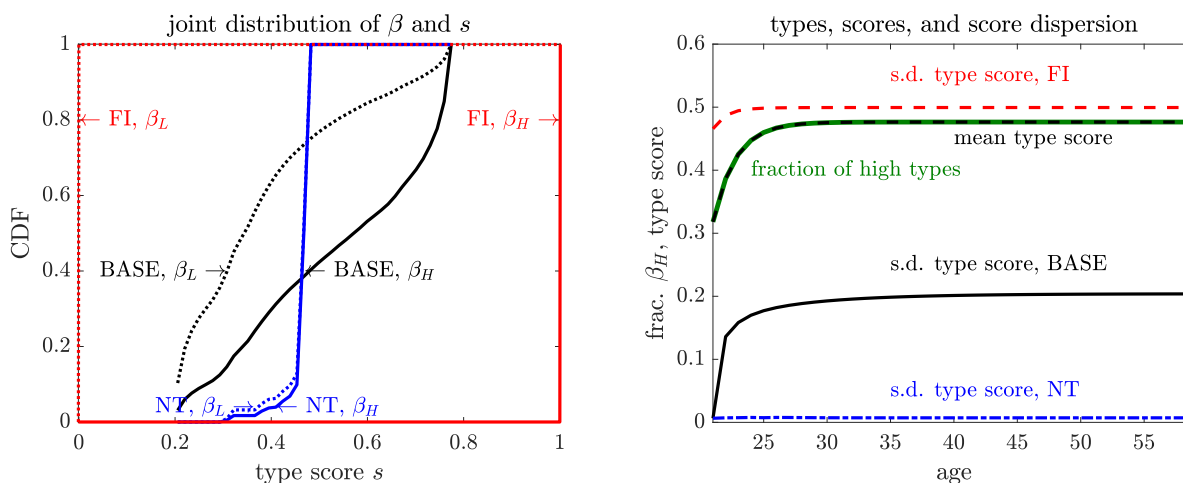 joint distribution of β and s
CDF
1
0.8
0.6
0.4
0.2
0
FI, β_L
FI, β_H
BASE, β_L
BASE, β_H
NT, β_L
NT, β_H
0 0.2 0.4 0.6 0.8 1
type score s
types, scores, and score dispersion
frac. β_H, type score
0.6
0.5
0.4
0.3
0.2
0.1
0
s.d. type score, FI
mean type score
fraction of high types
s.d. type score, BASE
s.d. type score, NT
25 30 35 40 45 50 55
age